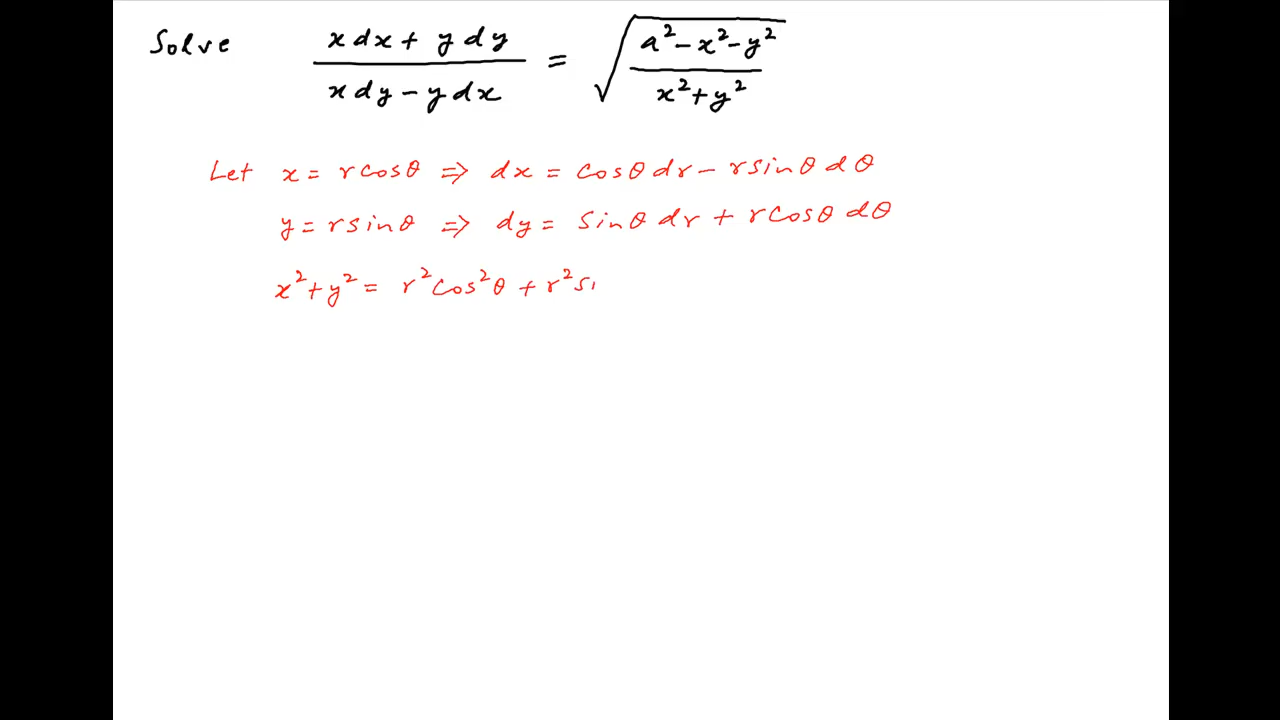 Solve (x dx + y dy)/(x dy - y dx) = √((a² - x² - y²)/(x² + y²))
Let x = r cosθ ⇒ dx = cosθ dr - r sinθ dθ
y = r sinθ ⇒ dy = sinθ dr + r cosθ dθ
x² + y² = r² cos²θ + r² si